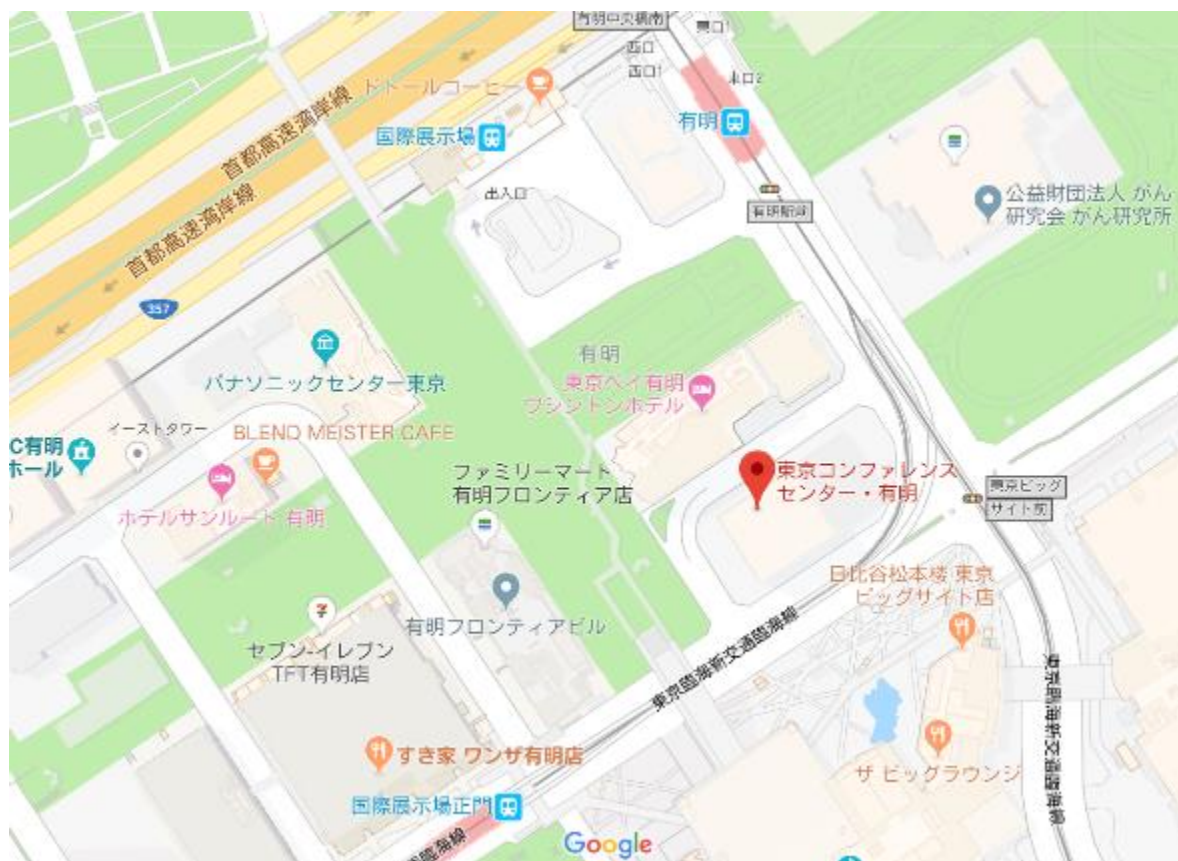 有明中央橋南
東口1
西口
西口1
東口2
ドトールコーヒー
国際展示場
有明
首都高速湾岸線
首都高速湾岸線
出入口
有明駅前
公益財団法人 がん
研究会 がん研究所
357
パナソニックセンター東京
有明
東京ベイ有明
ワシントンホテル
イーストタワー
BLEND MEISTER CAFE
C有明
ホール
ファミリーマート
有明フロンティア店
東京コンファレンス
センター・有明
東京ビッグ
サイト前
ホテルサンルート 有明
日比谷松本楼 東京
ビッグサイト店
有明フロンティアビル
セブン-イレブン
TFT有明店
東京臨海新交通臨海線
東京臨海新交通臨海線
すき家 ワンザ有明店
ザ ビッグラウンジ
国際展示場正門
臨海線
Google